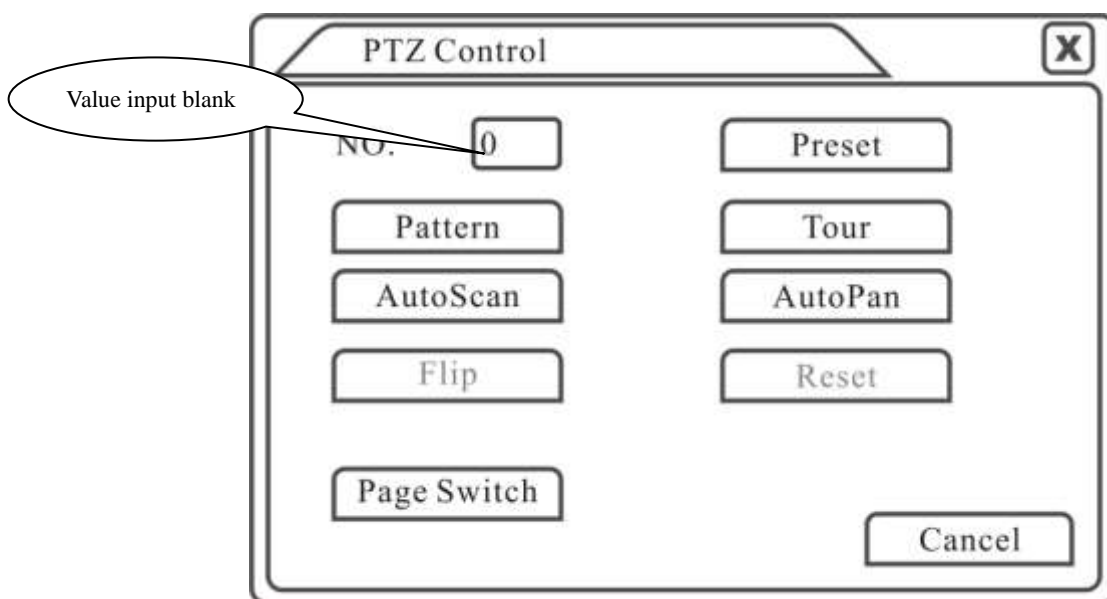 PTZ Control
X
Value input blank
NO. 0
Preset
Pattern
Tour
AutoScan
AutoPan
Flip
Reset
Page Switch
Cancel